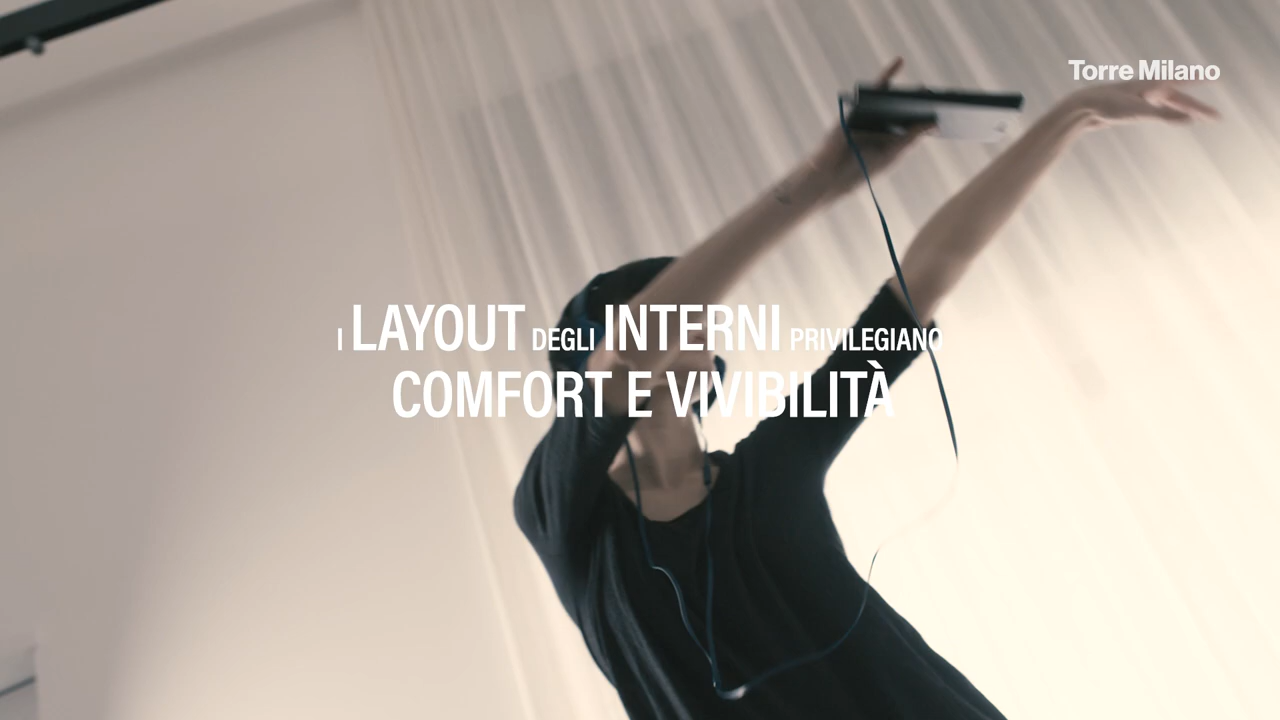 Torre Milano
I LAYOUT DEGLI INTERNI PRIVILEGIANO
COMFORT E VIVIBILITÀ